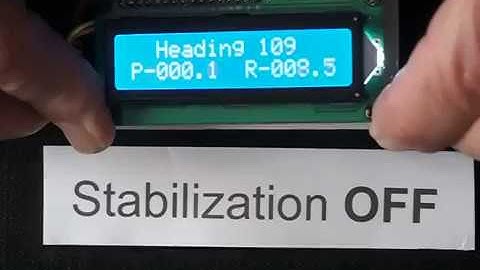 Heading 109
P-000.1 R-008.5
Stabilization OFF